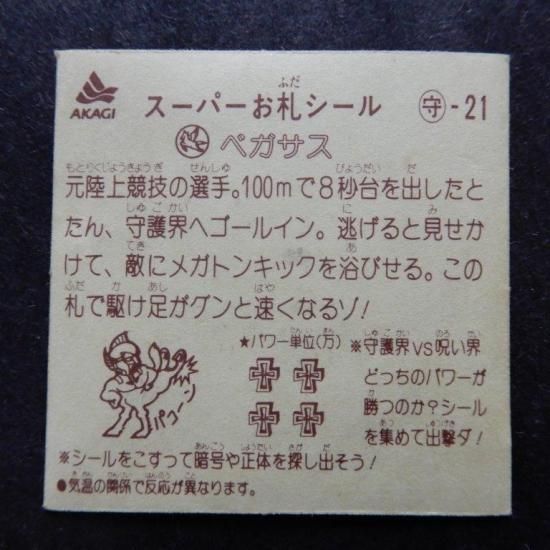 AKAGI スーパーお札シール 守-21
ペガサス
元陸上競技の選手。100mで8秒台を出したと
たん、守護界へゴールイン。逃げると見せか
けて、敵にメガトンキックを浴びせる。この
札で駆け足がグンと速くなるゾ!
パコーン
★パワー単位(万)
※守護界VS呪い界
どっちのパワーが
勝つのか?シール
を集めて出撃ダ!
※シールをこすって暗号や正体を探し出そう!
●気温の関係で反応が異なります。